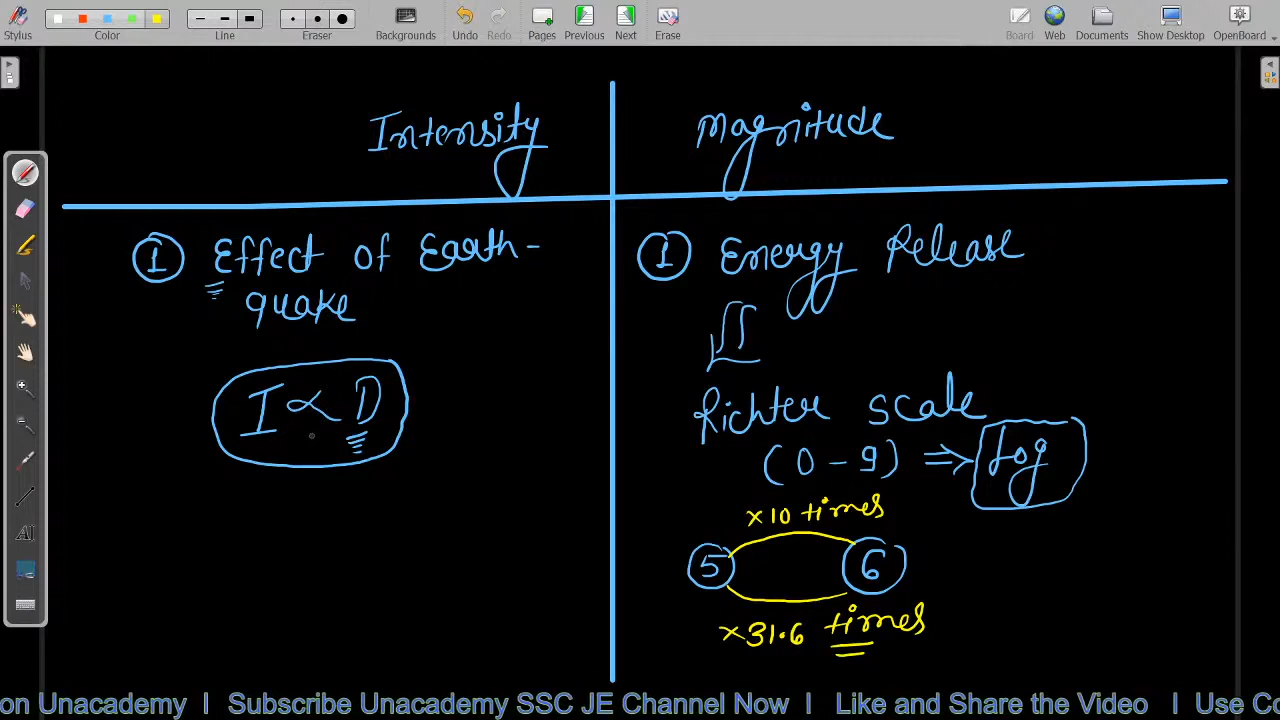 Stylus
Color
Line
Eraser
Backgrounds
Undo
Redo
Pages
Previous
Next
Erase
Board
Web
Documents
Show Desktop
OpenBoard
Intensity
Magnitude
① Effect of Earth-
quake
I ∝ D
① Energy Release
Richter scale
(0 - 9) ⇒ Log
×10 times
5 6
×31.6 times
on Unacademy I Subscribe Unacademy SSC JE Channel Now I Like and Share the Video I Use Co